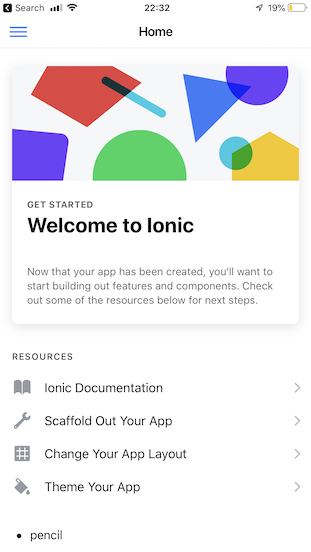 Search
22:32
19%
Home
GET STARTED
Welcome to Ionic
Now that your app has been created, you'll want to
start building out features and components. Check
out some of the resources below for next steps.
RESOURCES
Ionic Documentation
Scaffold Out Your App
Change Your App Layout
Theme Your App
• pencil